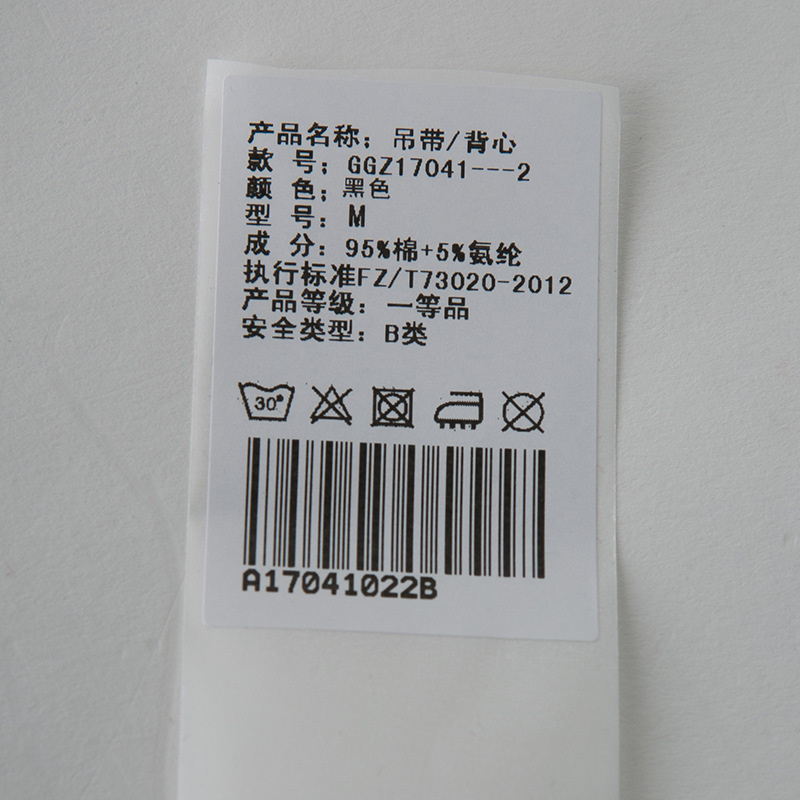 产品名称：吊带/背心
款 号：GGZ17041---2
颜 色：黑色
型 号：M
成 分：95%棉+5%氨纶
执行标准FZ/T73020-2012
产品等级：一等品
安全类型：B类
30°
A17041022B